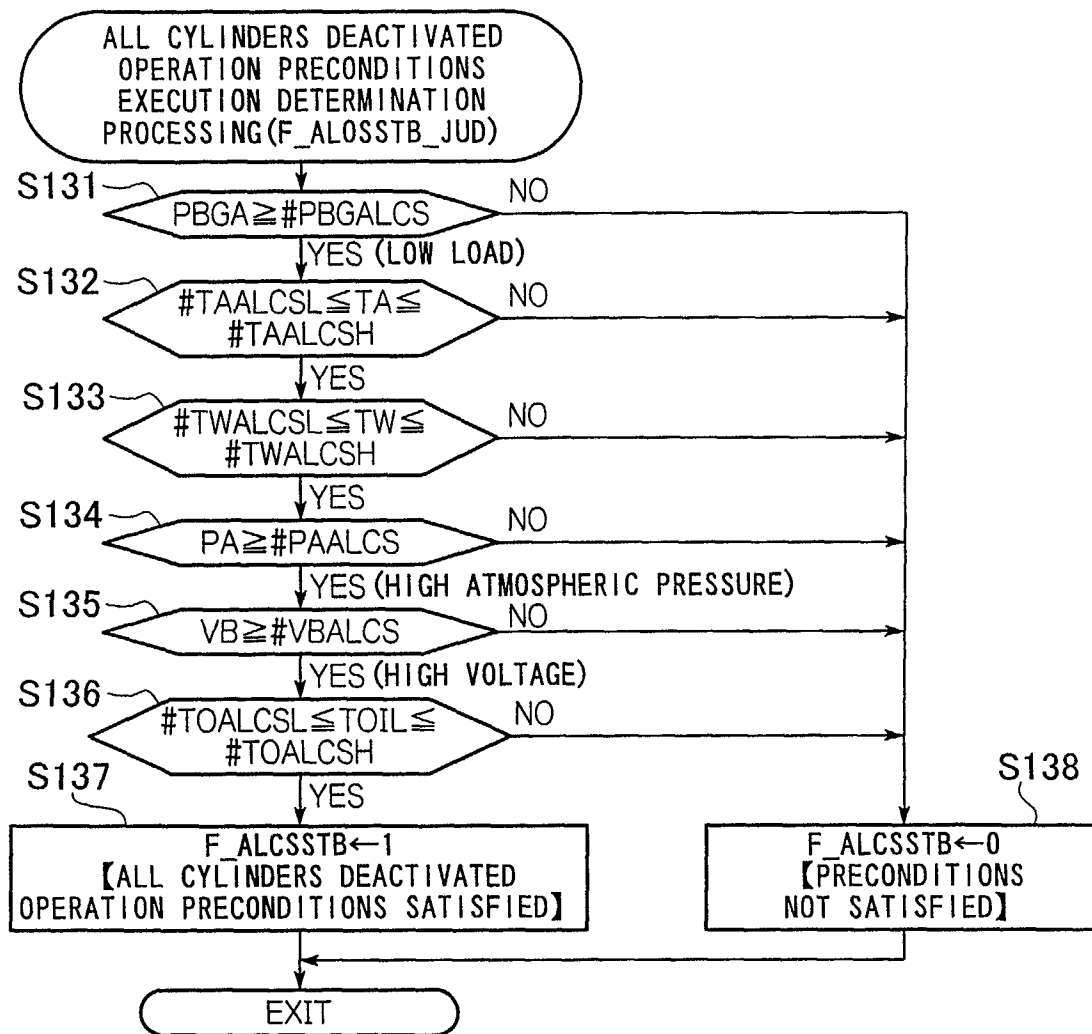 ALL CYLINDERS DEACTIVATED
OPERATION PRECONDITIONS
EXECUTION DETERMINATION
PROCESSING(F_ALOSSTB_JUD)
S131
PBGA≧#PBGALCS
NO
YES (LOW LOAD)
S132
#TAALCSL≦TA≦
#TAALCSH
NO
YES
S133
#TWALCSL≦TW≦
#TWALCSH
NO
YES
S134
PA≧#PAALCS
NO
YES (HIGH ATMOSPHERIC PRESSURE)
S135
VB≧#VBALCS
NO
YES (HIGH VOLTAGE)
S136
#TOALCSL≦TOIL≦
#TOALCSH
NO
YES
S137
F_ALCSSTB←1
【ALL CYLINDERS DEACTIVATED
OPERATION PRECONDITIONS SATISFIED】
S138
F_ALCSSTB←0
【PRECONDITIONS
NOT SATISFIED】
EXIT